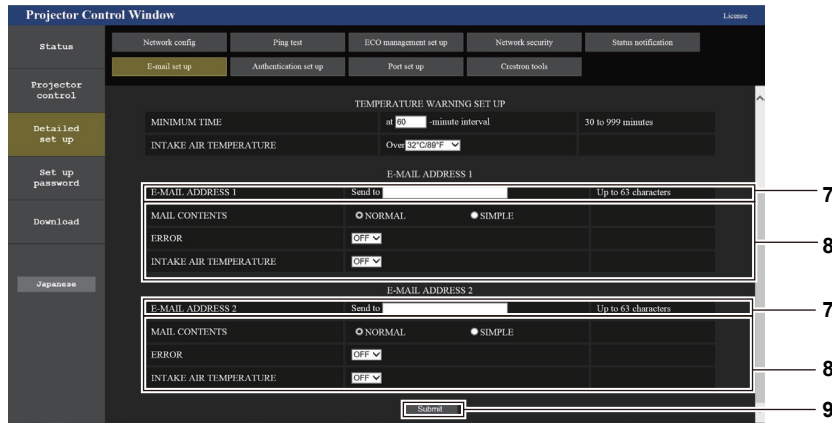 Projector Control Window
License
Status
Network config
Ping test
ECO management set up
Network security
Status notification
E-mail set up
Authentication set up
Port set up
Crestron tools
Projector
control
Detailed
set up
Set up
password
Download
Japanese
TEMPERATURE WARNING SET UP
MINIMUM TIME at 60 -minute interval 30 to 999 minutes
INTAKE AIR TEMPERATURE Over 32°C/89°F
E-MAIL ADDRESS 1
E-MAIL ADDRESS 1 Send to Up to 63 characters 7
MAIL CONTENTS NORMAL SIMPLE
ERROR OFF 8
INTAKE AIR TEMPERATURE OFF
E-MAIL ADDRESS 2
E-MAIL ADDRESS 2 Send to Up to 63 characters 7
MAIL CONTENTS NORMAL SIMPLE
ERROR OFF
INTAKE AIR TEMPERATURE OFF 8
Submit 9